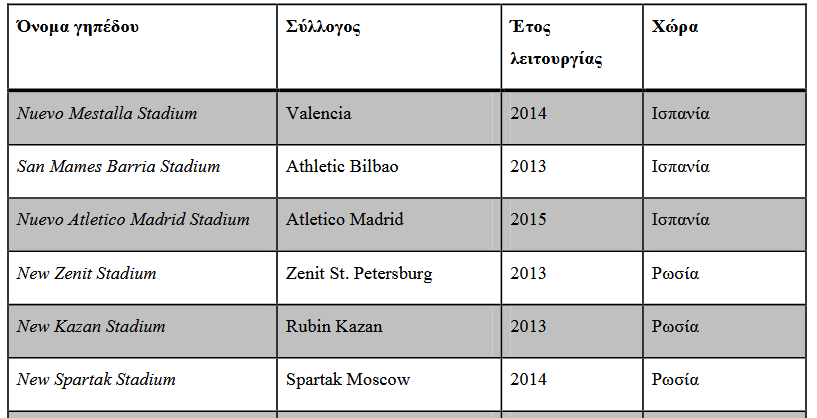 Όνομα γηπέδου Σύλλογος Έτος λειτουργίας Χώρα
Nuevo Mestalla Stadium Valencia 2014 Ισπανία
San Mames Barria Stadium Athletic Bilbao 2013 Ισπανία
Nuevo Atletico Madrid Stadium Atletico Madrid 2015 Ισπανία
New Zenit Stadium Zenit St. Petersburg 2013 Ρωσία
New Kazan Stadium Rubin Kazan 2013 Ρωσία
New Spartak Stadium Spartak Moscow 2014 Ρωσία